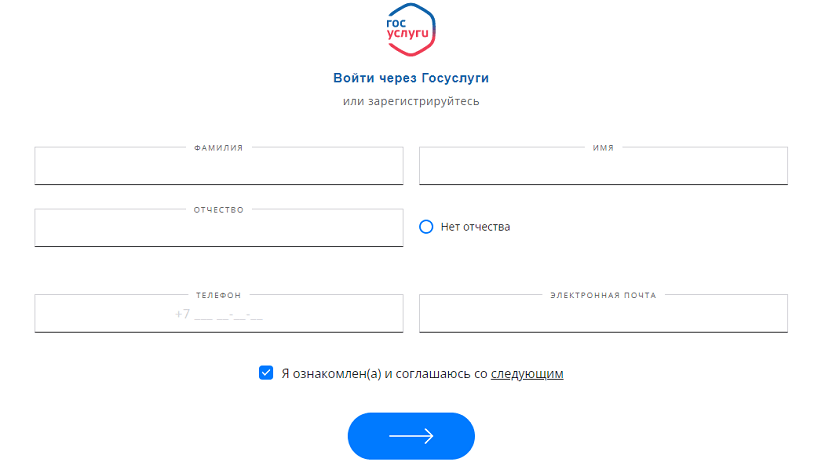 гос
услуги
Войти через Госуслуги
или зарегистрируйтесь
ФАМИЛИЯ
ИМЯ
ОТЧЕСТВО
Нет отчества
ТЕЛЕФОН
ЭЛЕКТРОННАЯ ПОЧТА
+7 ___ __-__-__
Я ознакомлен(а) и соглашаюсь со следующим